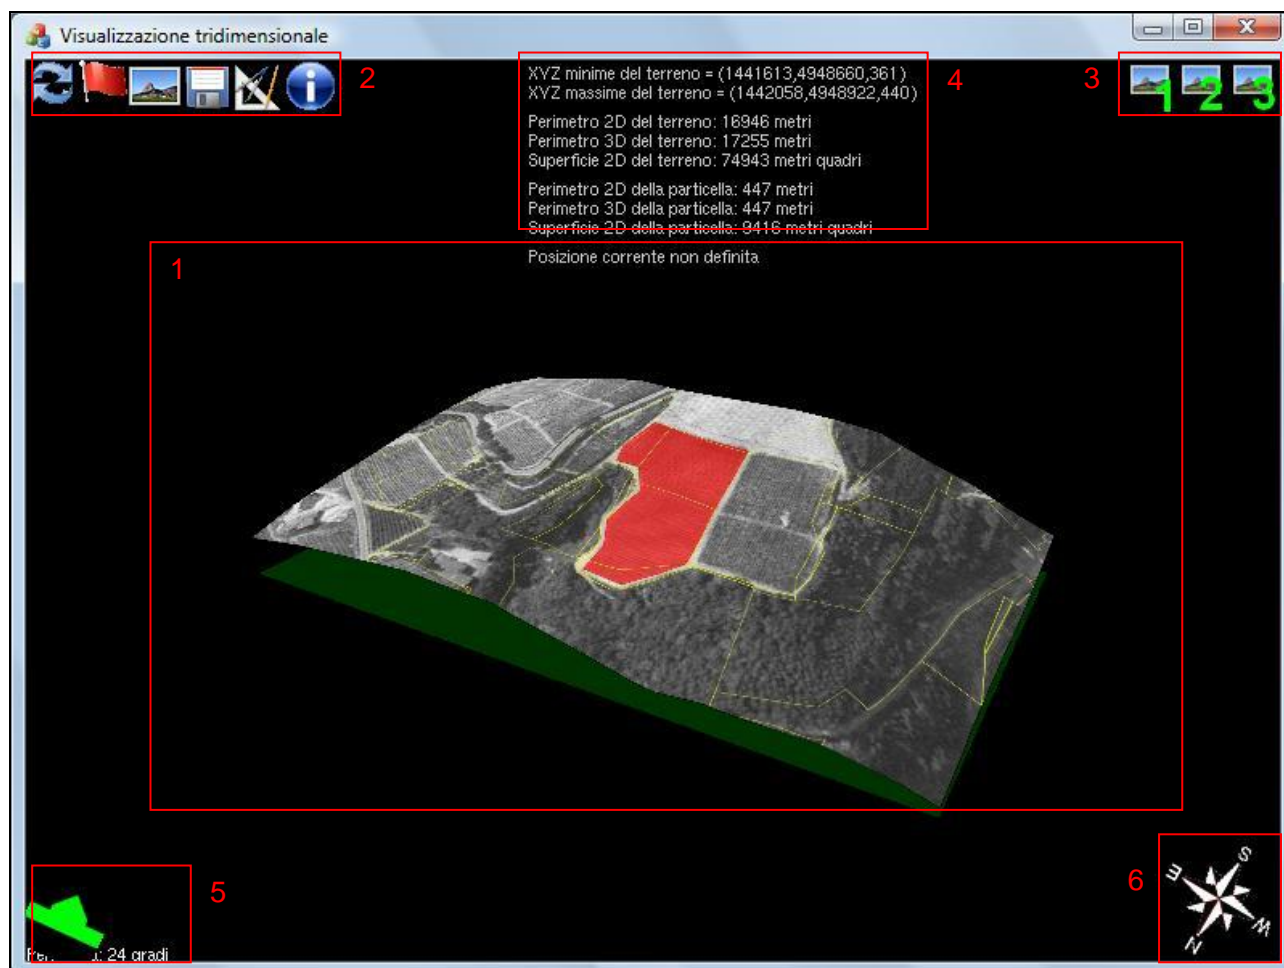 Visualizzazione tridimensionale
2
XYZ minime del terreno = (1441613,4948660,361)
XYZ massime del terreno = (1442058,4948922,440)
4
3
1
2
3
Perimetro 2D del terreno: 16946 metri
Perimetro 3D del terreno: 17255 metri
Superficie 2D del terreno: 74943 metri quadri
Perimetro 2D della particella: 447 metri
Perimetro 3D della particella: 447 metri
Superficie 2D della particella: 9416 metri quadri
Posizione corrente non definita
1
5
24 gradi
6
S
E
W
N